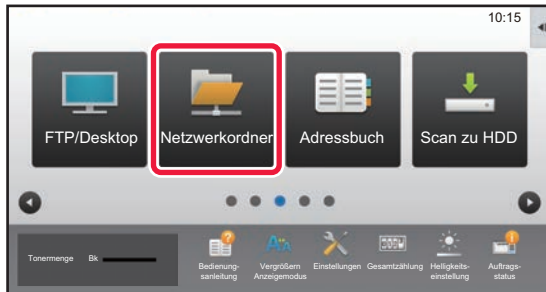 10:15
FTP/Desktop
Netzwerkordner
Adressbuch
Scan zu HDD
Tonermenge Bk
Bedienung-
sanleitung
Vergrößern
Anzeigemodus
Einstellungen
Gesamtzählung
Helligkeits-
einstellung
Auftrags-
status